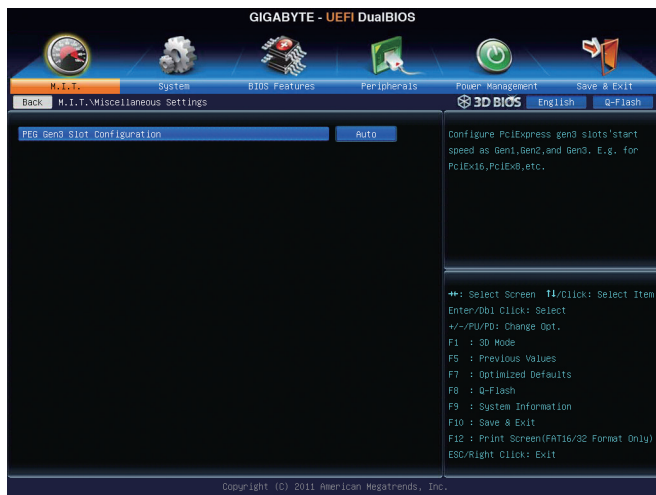 GIGABYTE - UEFI DualBIOS
M.I.T.
System
BIOS Features
Peripherals
Power Management
Save & Exit
Back M.I.T.\Miscellaneous Settings
3D BIOS English Q-Flash
PEG Gen3 Slot Configuration Auto
Configure PciExpress gen3 slots'start
speed as Gen1,Gen2,and Gen3. E.g. for
PciEx16,PciEx8,etc.
→←: Select Screen ↑↓/Click: Select Item
Enter/Dbl Click: Select
+/-/PU/PD: Change Opt.
F1 : 3D Mode
F5 : Previous Values
F7 : Optimized Defaults
F8 : Q-Flash
F9 : System Information
F10 : Save & Exit
F12 : Print Screen(FAT16/32 Format Only)
ESC/Right Click: Exit
Copyright (C) 2011 American Megatrends, Inc.